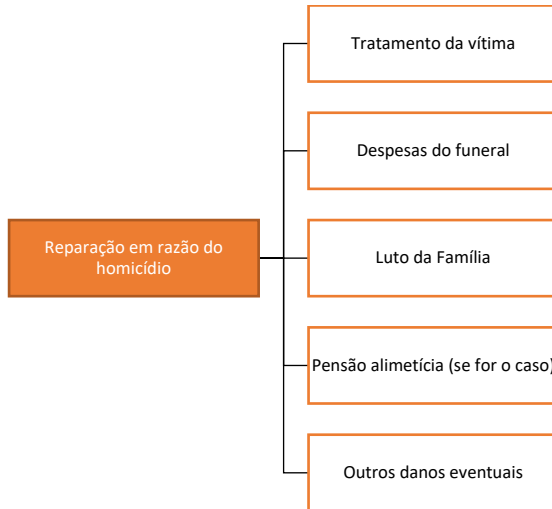 Tratamento da vítima
Despesas do funeral
Reparação em razão do
homicídio
Luto da Família
Pensão alimetícia (se for o caso)
Outros danos eventuais